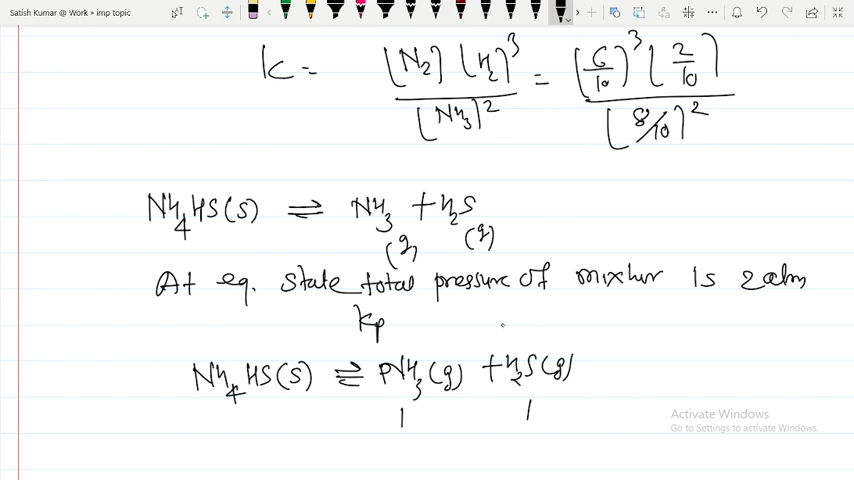 Satish Kumar @ Work » imp topic
K = [N2] [H2]^3 / [NH3]^2 = [6/10]^3 [2/10] / [8/10]^2
NH4HS(s) ⇌ NH3 (g) + H2S (g)
At eq. state total pressure of mixtur is 2atm
Kp
NH4HS(s) ⇌ PNH3(g) + H2S(g)
1 1
Activate Windows
Go to Settings to activate Windows.